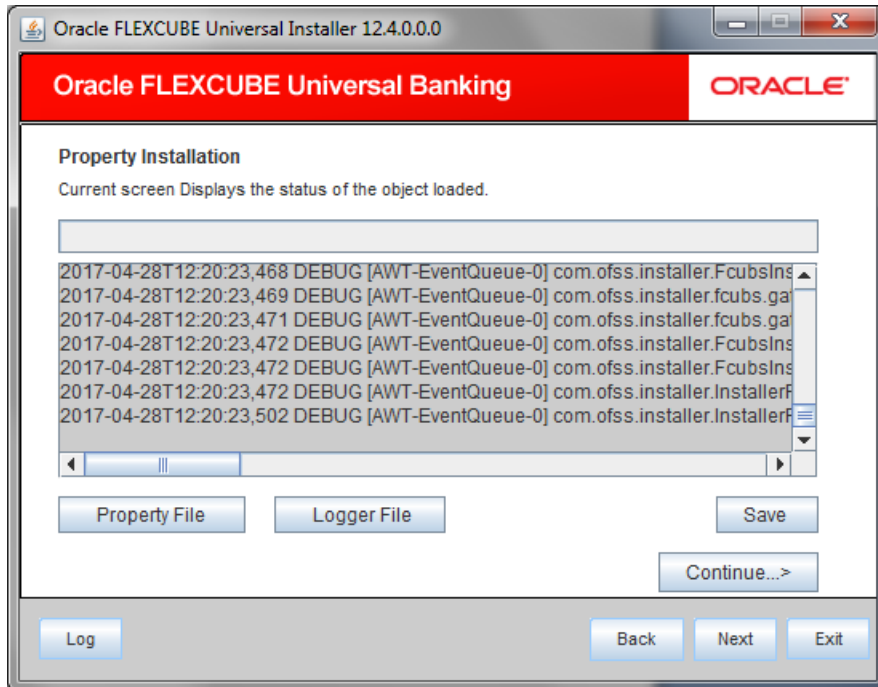 Oracle FLEXCUBE Universal Installer 12.4.0.0.0
Oracle FLEXCUBE Universal Banking
ORACLE
Property Installation
Current screen Displays the status of the object loaded.
2017-04-28T12:20:23,468 DEBUG [AWT-EventQueue-0] com.ofss.installer.FcubsIns
2017-04-28T12:20:23,469 DEBUG [AWT-EventQueue-0] com.ofss.installer.fcubs.gat
2017-04-28T12:20:23,471 DEBUG [AWT-EventQueue-0] com.ofss.installer.fcubs.gat
2017-04-28T12:20:23,472 DEBUG [AWT-EventQueue-0] com.ofss.installer.FcubsIns
2017-04-28T12:20:23,472 DEBUG [AWT-EventQueue-0] com.ofss.installer.FcubsIns
2017-04-28T12:20:23,472 DEBUG [AWT-EventQueue-0] com.ofss.installer.InstallerF
2017-04-28T12:20:23,502 DEBUG [AWT-EventQueue-0] com.ofss.installer.InstallerF
Property File Logger File Save
Continue...>
Log Back Next Exit